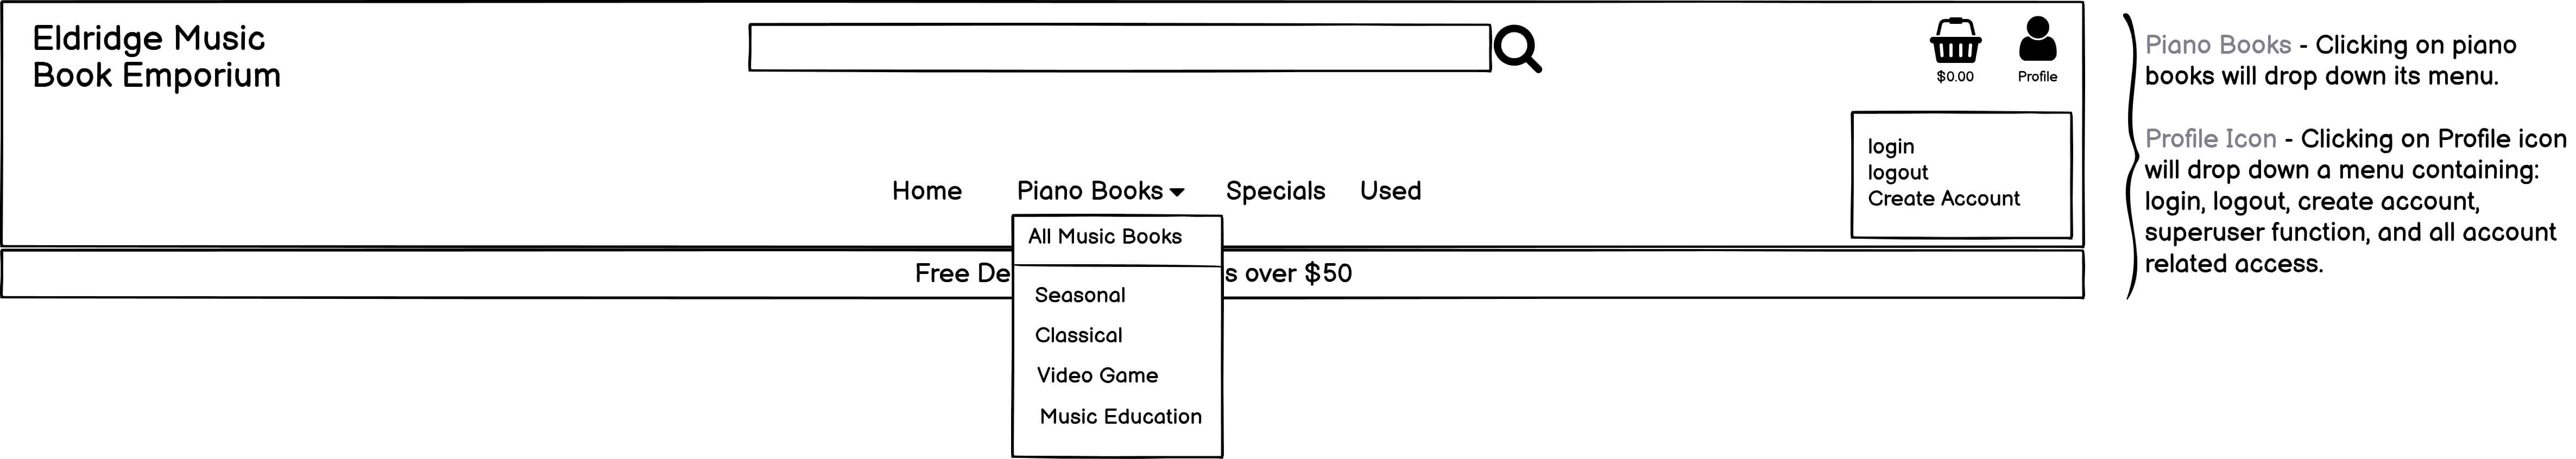 Eldridge Music
Book Emporium
$0.00
Profile
login
logout
Create Account
Home
Piano Books
Specials
Used
All Music Books
Free De
s over $50
Seasonal
Classical
Video Game
Music Education
Piano Books - Clicking on piano
books will drop down its menu.
Profile Icon - Clicking on Profile icon
will drop down a menu containing:
login, logout, create account,
superuser function, and all account
related access.